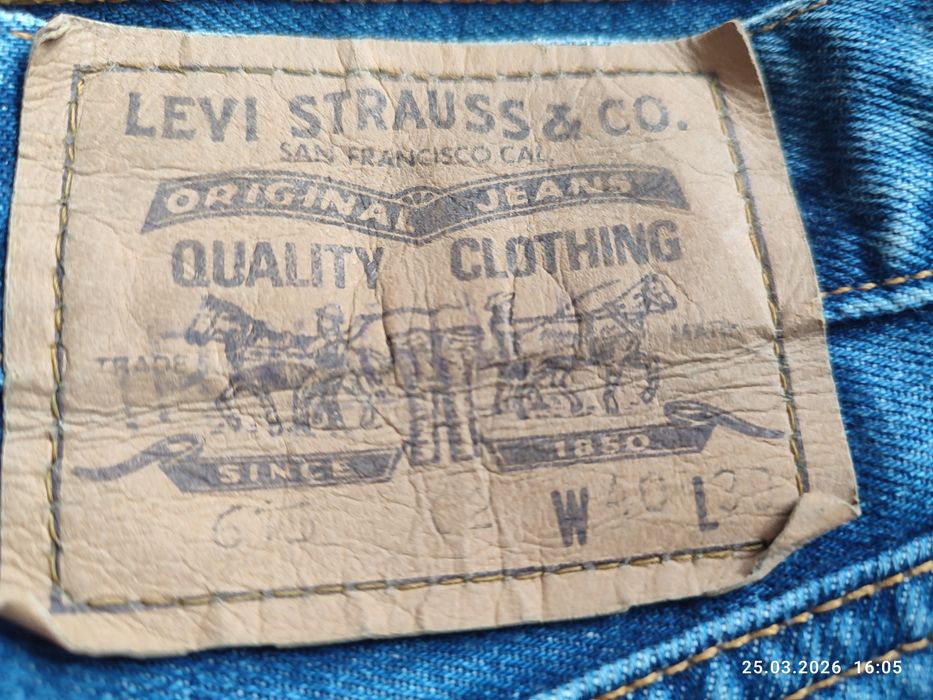 LEVI STRAUSS & CO.
SAN FRANCISCO, CAL.
ORIGINAL JEANS
QUALITY CLOTHING
TRADE MARK
SINCE 1850
W 40 L
25.03.2026 16:05